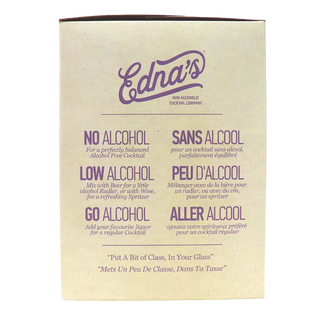 Edna's
NON-ALCOHOLIC
COCKTAIL COMPANY
NO ALCOHOL
For a perfectly balanced
Alcohol Free Cocktail
SANS ALCOOL
pour un cocktail sans alcool,
parfaitement équilibré
LOW ALCOHOL
Mix with Beer for a little
alcohol Radler, or with Wine,
for a refreshing Spritzer
PEU D'ALCOOL
Mélanger avec de la bière pour
un radler, ou avec du vin,
pour un spritzer
GO ALCOHOL
Add your favourite liquor
for a regular Cocktail
ALLER ALCOOL
ajoutez votre spiritueux préféré
pour un cocktail régulier
"Put A Bit of Class, In Your Glass"
"Mets Un Peu De Classe, Dans Ta Tasse"